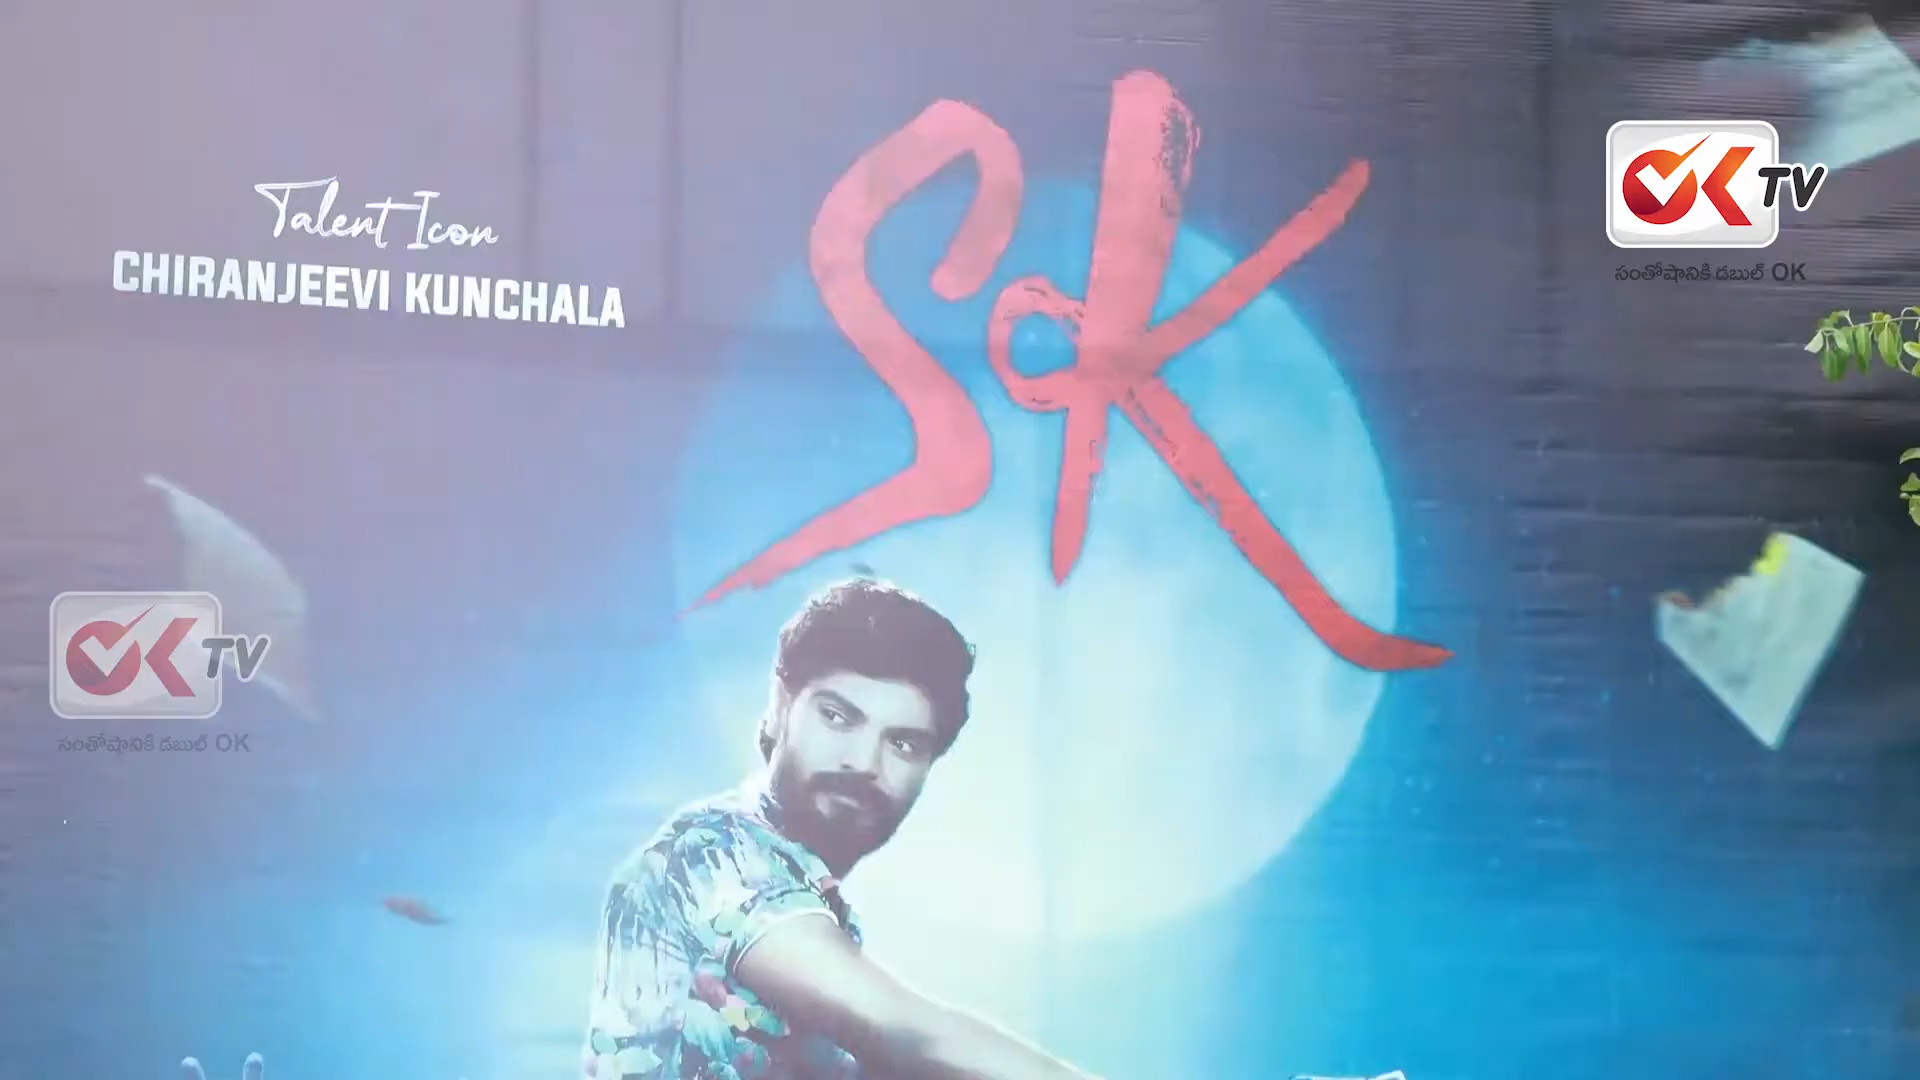 Talent Icon
CHIRANJEEVI KUNCHALA
SK
OK TV
సంతోషానికి డబుల్ OK
OK TV
సంతోషానికి డబుల్ OK